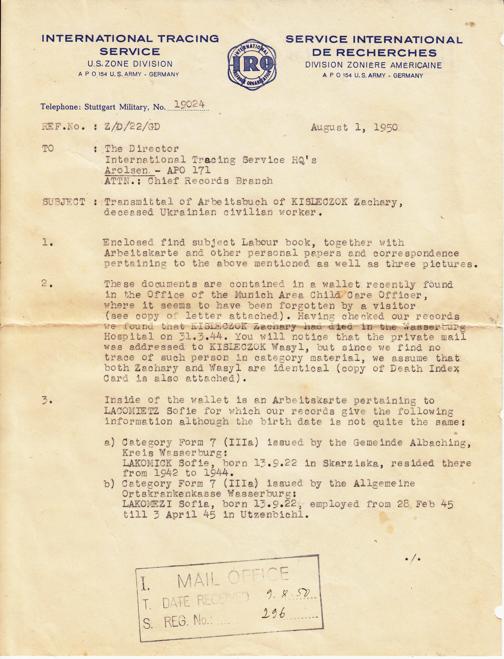 INTERNATIONAL TRACING
SERVICE
U.S. ZONE DIVISION
A P O 154 U.S. ARMY - GERMANY
INTERNATIONAL
IRO
REFUGEE ORGANIZATION
SERVICE INTERNATIONAL
DE RECHERCHES
DIVISION ZONIERE AMERICAINE
A P O 154 U.S. ARMY - GERMANY
Telephone: Stuttgart Military, No. 19024
REF.No. : Z/D/22/GD August 1, 1950
TO : The Director
International Tracing Service HQ's
Arolsen - APO 171
ATTN.: Chief Records Branch
SUBJECT : Transmittal of Arbeitsbuch of KISLECZOK Zachary,
deceased Ukrainian civilian worker.
1. Enclosed find subject Labour book, together with
Arbeitskarte and other personal papers and correspondence
pertaining to the above mentioned as well as three pictures.
2. These documents are contained in a wallet recently found
in the Office of the Munich Area Child Care Officer,
where it seems to have been forgotten by a visitor
(see copy of letter attached). Having checked our records
we found that KISLECZOK Zachary had died in the Wasserburg
Hospital on 31.3.44. You will notice that the private mail
was addressed to KISLECZOK Wasyl, but since we find no
trace of such person in category material, we assume that
both Zachary and Wasyl are identical (copy of Death Index
Card is also attached).
3. Inside of the wallet is an Arbeitskarte pertaining to
LACOMIETZ Sofie for which our records give the following
information although the birth date is not quite the same:
a) Category Form 7 (IIIa) issued by the Gemeinde Albaching,
Kreis Wasserburg:
LAKOMICK Sofie, born 13.9.22 in Skarziska, resided there
from 1942 to 1944.
b) Category Form 7 (IIIa) issued by the Allgemeine
Ortskrankenkasse Wasserburg:
LAKOMEZI Sofia, born 13.9.22, employed from 28 Feb 45
till 3 April 45 in Utzenbichl.
./.
I. MAIL OFFICE
T. DATE RECEIVED 9. 8. 50
S. REG. No.: 296